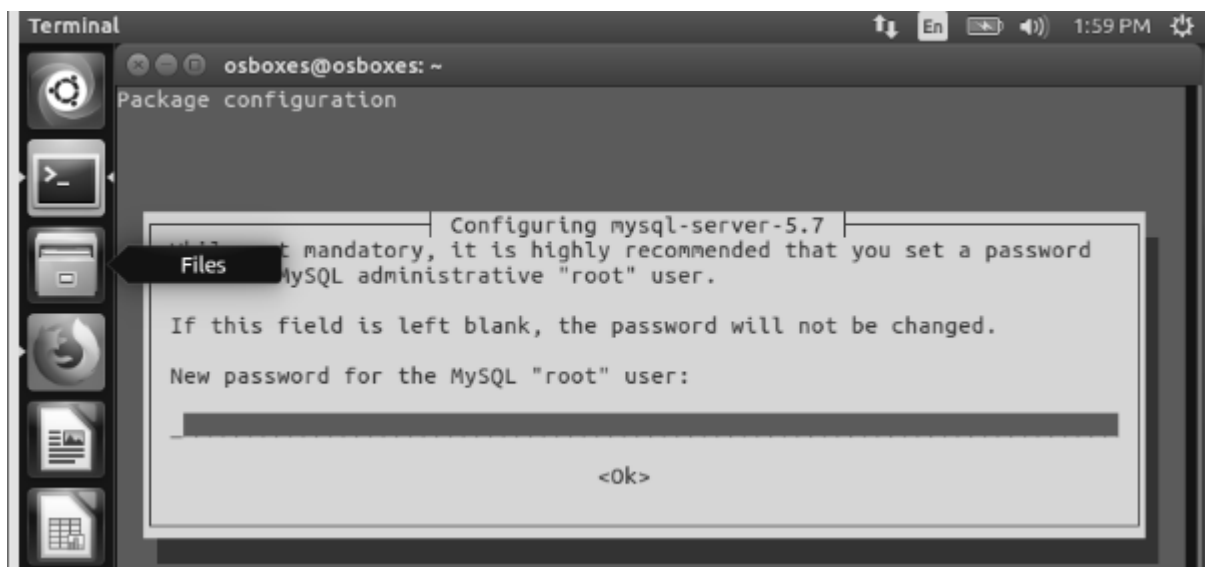 Terminal
En
1:59 PM
osboxes@osboxes: ~
Package configuration
Configuring mysql-server-5.7
mandatory, it is highly recommended that you set a password
Files
MySQL administrative "root" user.
If this field is left blank, the password will not be changed.
New password for the MySQL "root" user:
<Ok>